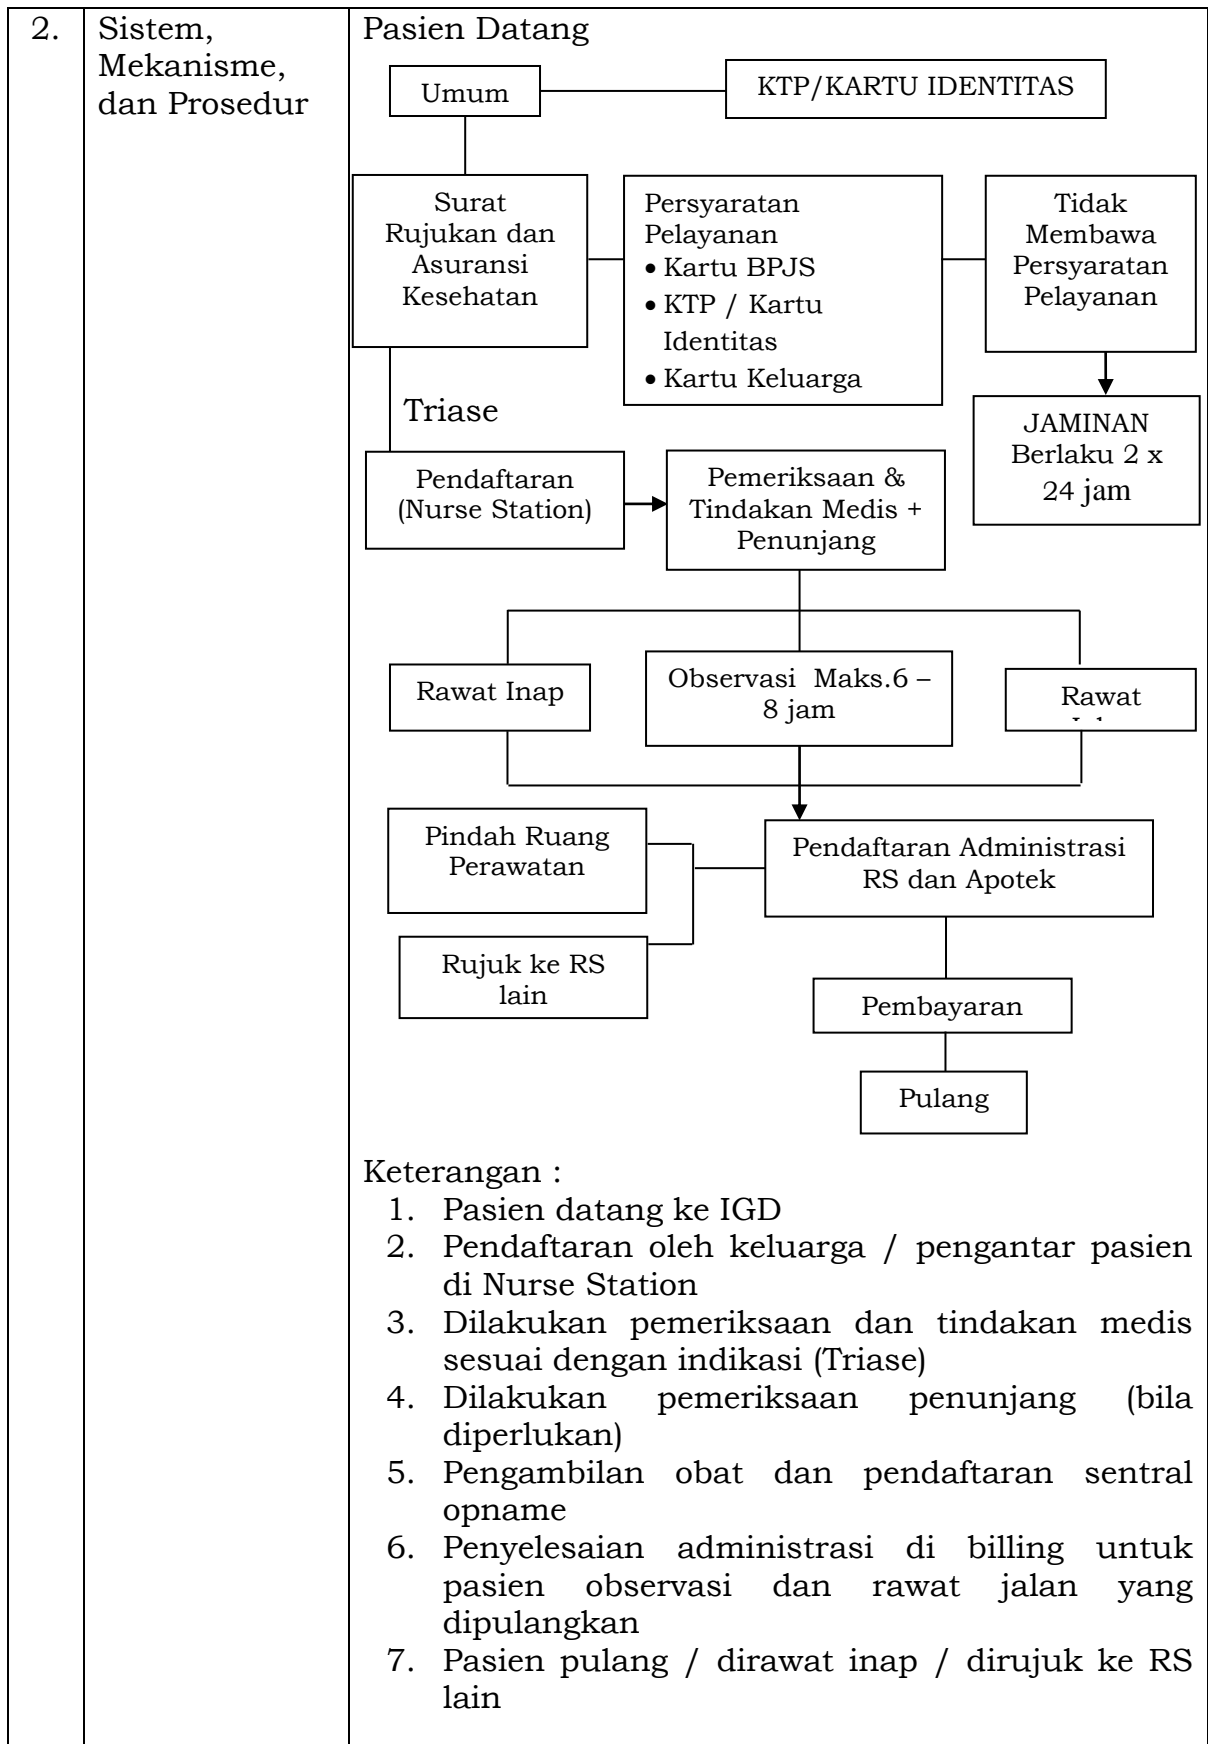 2.
Sistem,
Mekanisme,
dan Prosedur
Pasien Datang
Umum
KTP/KARTU IDENTITAS
Surat
Rujukan dan
Asuransi
Kesehatan
Persyaratan
Pelayanan
• Kartu BPJS
• KTP / Kartu
Identitas
• Kartu Keluarga
Tidak
Membawa
Persyaratan
Pelayanan
Triase
JAMINAN
Berlaku 2 x
24 jam
Pendaftaran
(Nurse Station)
Pemeriksaan &
Tindakan Medis +
Penunjang
Rawat Inap
Observasi Maks.6 –
8 jam
Rawat
Pindah Ruang
Perawatan
Pendaftaran Administrasi
RS dan Apotek
Rujuk ke RS
lain
Pembayaran
Pulang
Keterangan :
1. Pasien datang ke IGD
2. Pendaftaran oleh keluarga / pengantar pasien
di Nurse Station
3. Dilakukan pemeriksaan dan tindakan medis
sesuai dengan indikasi (Triase)
4. Dilakukan pemeriksaan penunjang (bila
diperlukan)
5. Pengambilan obat dan pendaftaran sentral
opname
6. Penyelesaian administrasi di billing untuk
pasien observasi dan rawat jalan yang
dipulangkan
7. Pasien pulang / dirawat inap / dirujuk ke RS
lain